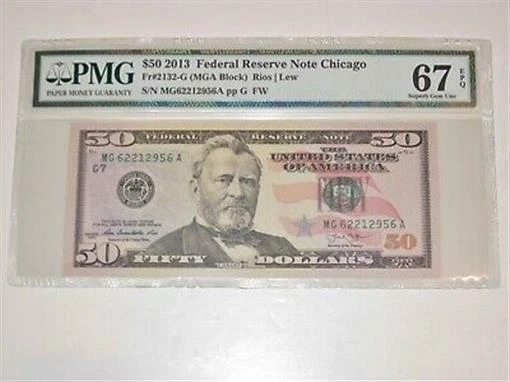 PMG
PAPER MONEY GUARANTY
$50 2013 Federal Reserve Note Chicago
Fr#2132-G (MGA Block) Rios | Lew
S/N MG62212956A pp G FW
67 EPQ
Superb Gem Unc
50 FEDERAL RESERVE NOTE 50
THE
UNITED STATES
OF AMERICA
MG 62212956 A
G7
MG 62212956 A
50 FIFTY DOLLARS 50
50